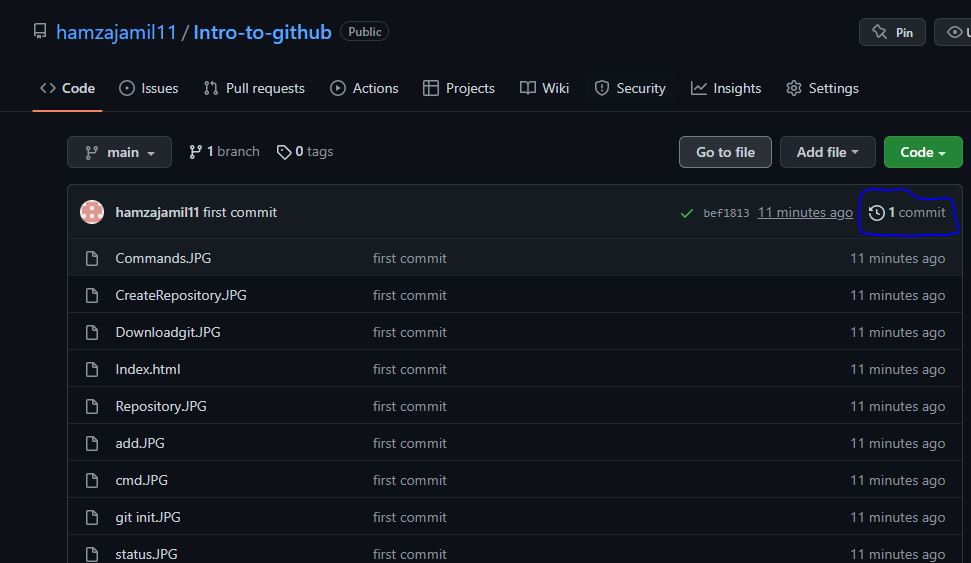 hamzajamil11 / Intro-to-github Public
Pin
Code Issues Pull requests Actions Projects Wiki Security Insights Settings
main 1 branch 0 tags Go to file Add file Code
hamzajamil11 first commit bef1813 11 minutes ago 1 commit
Commands.JPG first commit 11 minutes ago
CreateRepository.JPG first commit 11 minutes ago
Downloadgit.JPG first commit 11 minutes ago
Index.html first commit 11 minutes ago
Repository.JPG first commit 11 minutes ago
add.JPG first commit 11 minutes ago
cmd.JPG first commit 11 minutes ago
git init.JPG first commit 11 minutes ago
status.JPG first commit 11 minutes ago